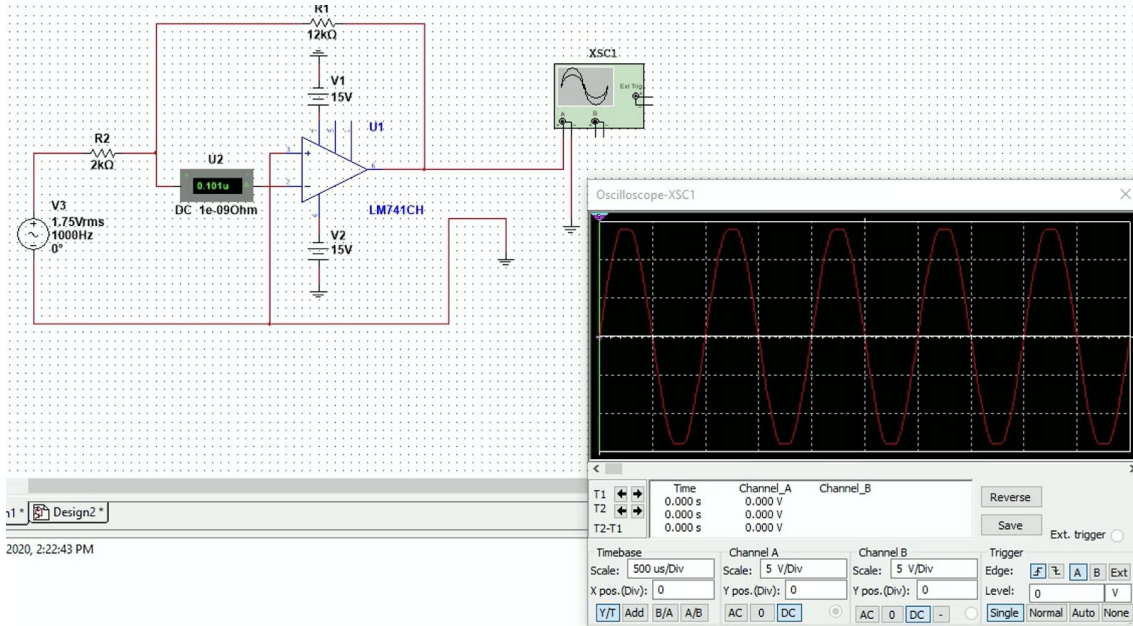 R1
12kΩ
XSC1
Ext Trig
A
B
V1
15V
U1
R2
2kΩ
U2
0.101u
DC 1e-09Ohm
3
2
6
LM741CH
V3
1.75Vrms
1000Hz
0°
V2
15V
Oscilloscope-XSC1
T1
T2
T2-T1
Time Channel_A Channel_B
0.000 s 0.000 V
0.000 s 0.000 V
0.000 s 0.000 V
Reverse
Save
Ext. trigger
Timebase
Scale: 500 us/Div
X pos.(Div): 0
Y/T Add B/A A/B
Channel A
Scale: 5 V/Div
Y pos.(Div): 0
AC 0 DC
Channel B
Scale: 5 V/Div
Y pos.(Div): 0
AC 0 DC -
Trigger
Edge: A B Ext
Level: 0 V
Single Normal Auto None
n1 * Design2 *
2020, 2:22:43 PM